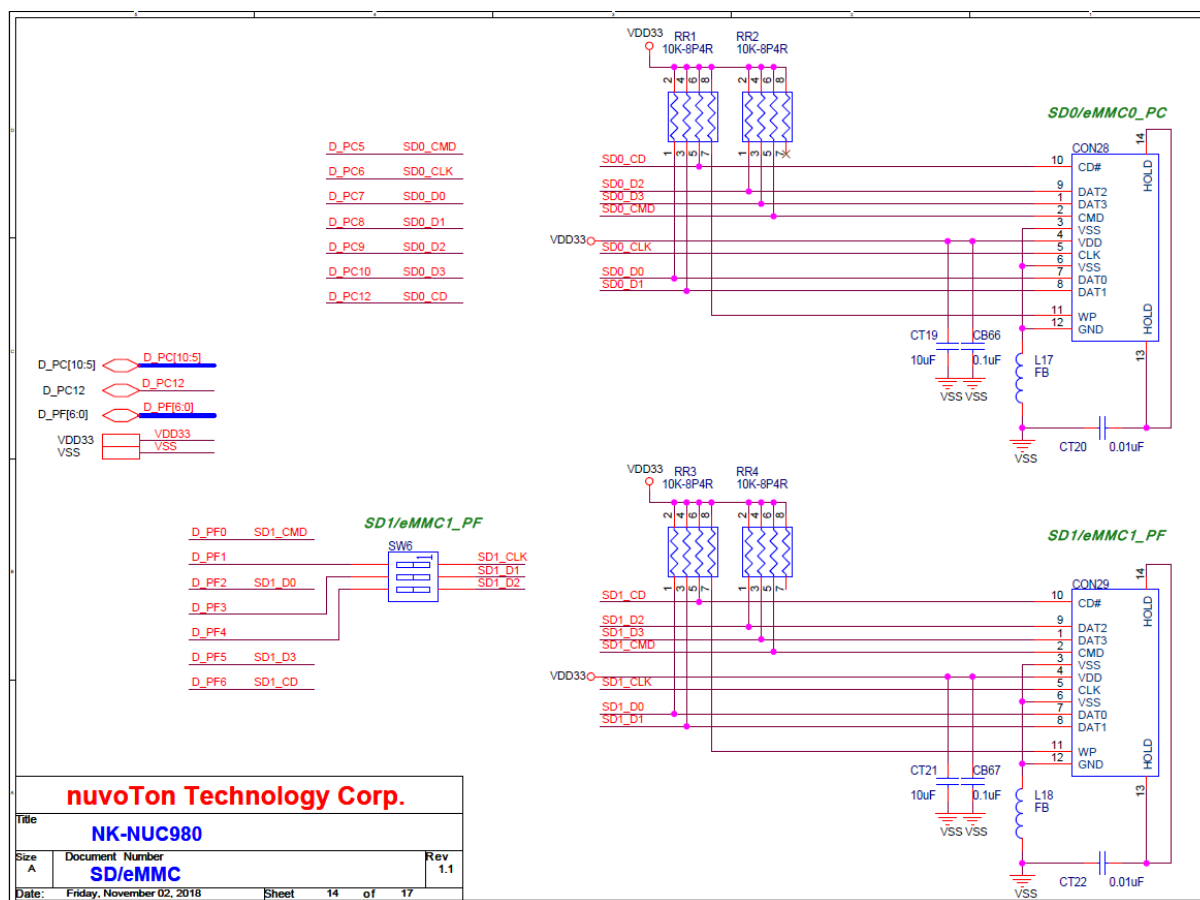 VDD33
RR1
10K-8P4R
RR2
10K-8P4R
2 4 6 8
2 4 6 8
1 3 5 7
1 3 5 7
SD0/eMMC0_PC
D_PC5 SD0_CMD
D_PC6 SD0_CLK
D_PC7 SD0_D0
D_PC8 SD0_D1
D_PC9 SD0_D2
D_PC10 SD0_D3
D_PC12 SD0_CD
SD0_CD
SD0_D2
SD0_D3
SD0_CMD
VDD33
SD0_CLK
SD0_D0
SD0_D1
CON28
14
HOLD
10 CD#
9 DAT2
1 DAT3
2 CMD
3 VSS
4 VDD
5 CLK
6 VSS
7 DAT0
8 DAT1
11 WP
12 GND
HOLD
13
CT19
10uF
CB66
0.1uF
VSS VSS
L17
FB
VSS
CT20 0.01uF
D_PC[10:5] D_PC[10:5]
D_PC12 D_PC12
D_PF[6:0] D_PF[6:0]
VDD33 VDD33
VSS VSS
SD1/eMMC1_PF
D_PF0 SD1_CMD
D_PF1
D_PF2 SD1_D0
D_PF3
D_PF4
D_PF5 SD1_D3
D_PF6 SD1_CD
SW6
1
SD1_CLK
SD1_D1
SD1_D2
VDD33
RR3
10K-8P4R
RR4
10K-8P4R
2 4 6 8
2 4 6 8
1 3 5 7
1 3 5 7
SD1/eMMC1_PF
SD1_CD
SD1_D2
SD1_D3
SD1_CMD
VDD33
SD1_CLK
SD1_D0
SD1_D1
CON29
14
HOLD
10 CD#
9 DAT2
1 DAT3
2 CMD
3 VSS
4 VDD
5 CLK
6 VSS
7 DAT0
8 DAT1
11 WP
12 GND
HOLD
13
CT21
10uF
CB67
0.1uF
VSS VSS
L18
FB
VSS
CT22 0.01uF
nuvoTon Technology Corp.
Title
NK-NUC980
Size
A
Document Number
SD/eMMC
Rev
1.1
Date: Friday, November 02, 2018 Sheet 14 of 17